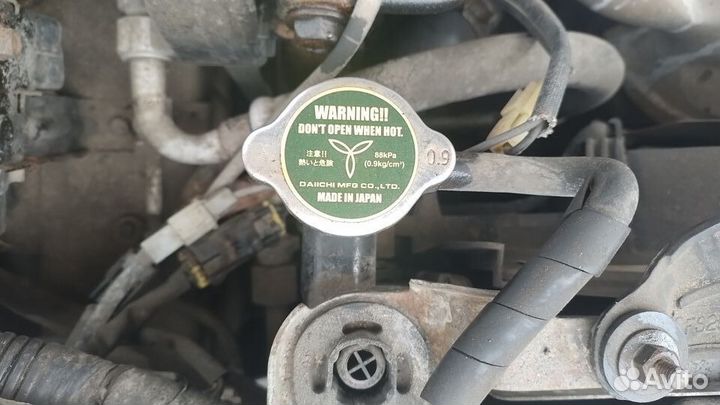 WARNING!!
DON'T OPEN WHEN HOT.
注意!!
熱いと危険
88kPa
(0.9kg/cm²)
0.9
DAIICHI MFG CO.,LTD.
MADE IN JAPAN
Avito